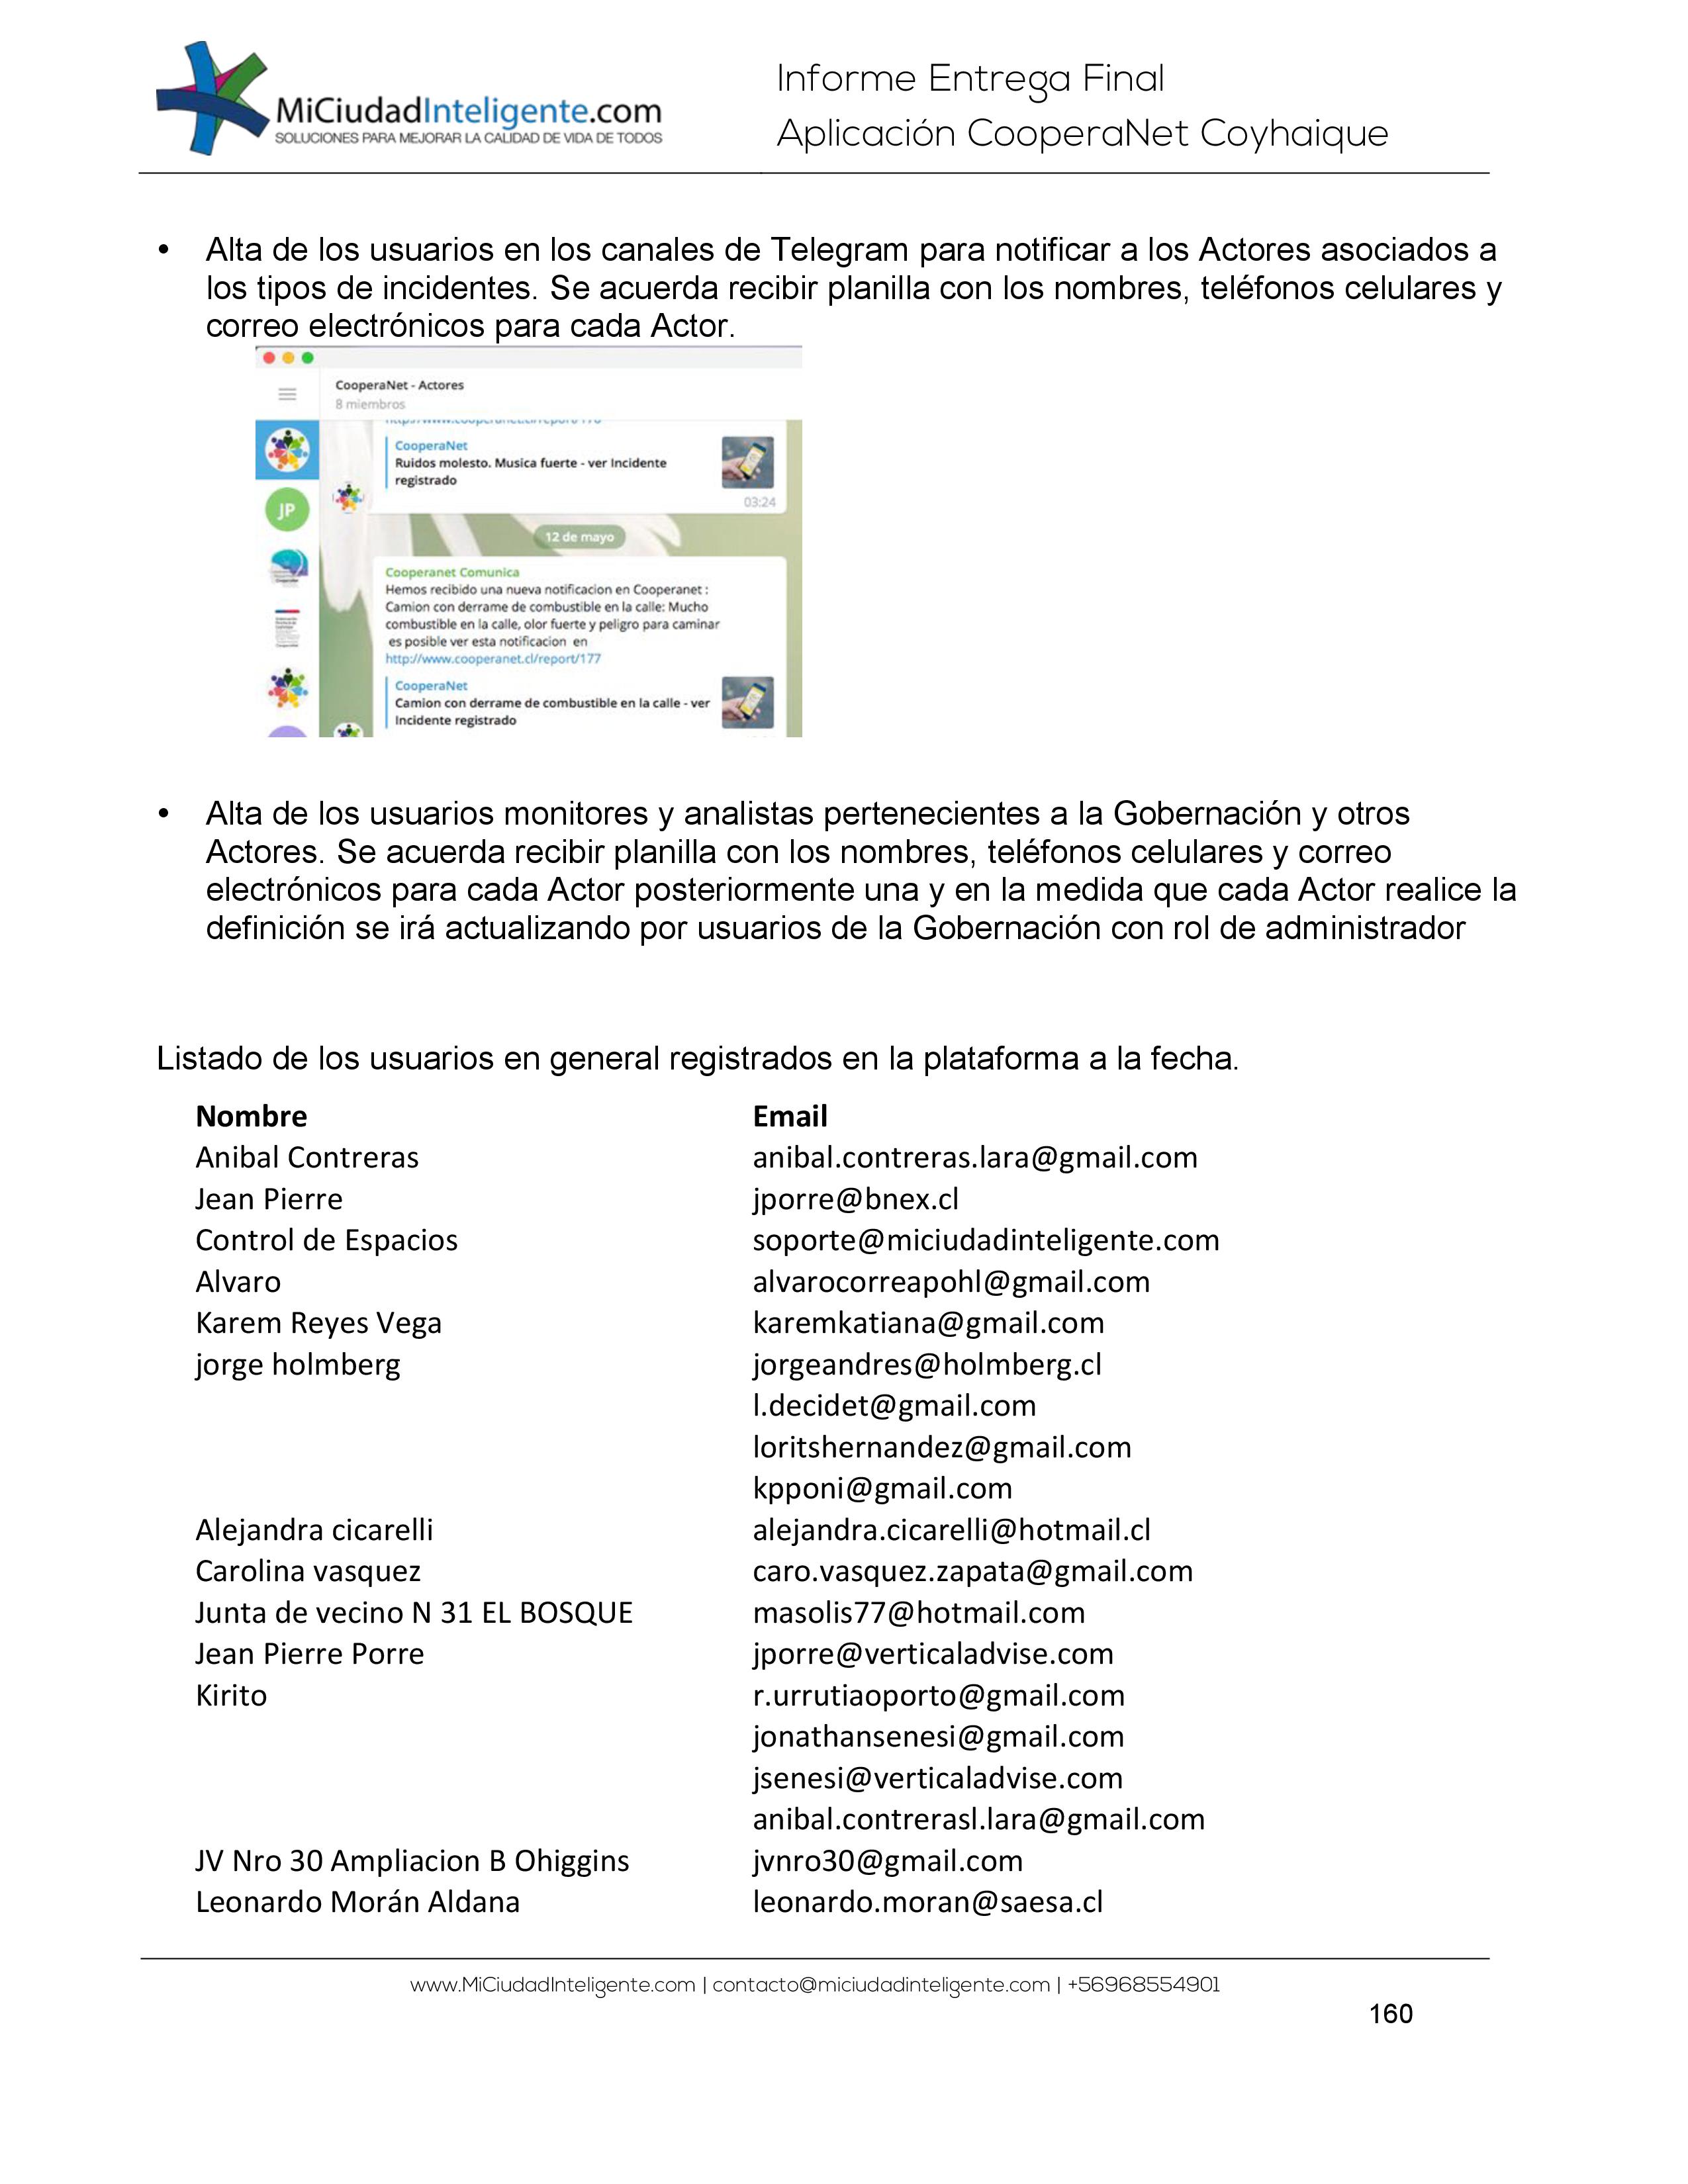 MiCiudadInteligente.com
SOLUCIONES PARA MEJORAR LA CALIDAD DE VIDA DE TODOS
Informe Entrega Final
Aplicación CooperaNet Coyhaique
• Alta de los usuarios en los canales de Telegram para notificar a los Actores asociados a
los tipos de incidentes. Se acuerda recibir planilla con los nombres, teléfonos celulares y
correo electrónicos para cada Actor.
CooperaNet - Actores
8 miembros
CooperaNet
Ruidos molesto. Musica fuerte - ver Incidente
registrado
03:24
JP
12 de mayo
Cooperanet Comunica
Hemos recibido una nueva notificacion en Cooperanet :
Camion con derrame de combustible en la calle: Mucho
combustible en la calle, olor fuerte y peligro para caminar
es posible ver esta notificacion en
http://www.cooperanet.cl/report/177
CooperaNet
Camion con derrame de combustible en la calle - ver
Incidente registrado
• Alta de los usuarios monitores y analistas pertenecientes a la Gobernación y otros
Actores. Se acuerda recibir planilla con los nombres, teléfonos celulares y correo
electrónicos para cada Actor posteriormente una y en la medida que cada Actor realice la
definición se irá actualizando por usuarios de la Gobernación con rol de administrador
Listado de los usuarios en general registrados en la plataforma a la fecha.
Nombre Email
Anibal Contreras anibal.contreras.lara@gmail.com
Jean Pierre jporre@bnex.cl
Control de Espacios soporte@miciudadinteligente.com
Alvaro alvarocorreapohl@gmail.com
Karem Reyes Vega karemkatiana@gmail.com
jorge holmberg jorgeandres@holmberg.cl
l.decidet@gmail.com
loritshernandez@gmail.com
kpponi@gmail.com
Alejandra cicarelli alejandra.cicarelli@hotmail.cl
Carolina vasquez caro.vasquez.zapata@gmail.com
Junta de vecino N 31 EL BOSQUE masolis77@hotmail.com
Jean Pierre Porre jporre@verticaladvise.com
Kirito r.urrutiaoporto@gmail.com
jonathansenesi@gmail.com
jsenesi@verticaladvise.com
anibal.contrerasl.lara@gmail.com
JV Nro 30 Ampliacion B Ohiggins jvnro30@gmail.com
Leonardo Morán Aldana leonardo.moran@saesa.cl
www.MiCiudadInteligente.com | contacto@miciudadinteligente.com | +56968554901
160